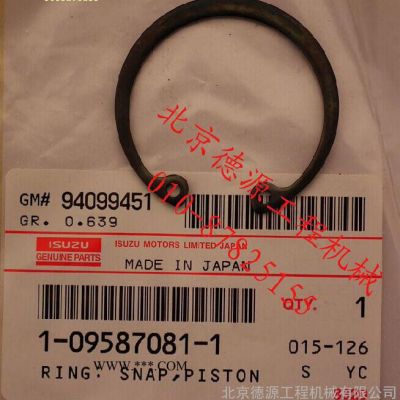 GM# 94099451
GR. 0.639
ISUZU
GENUINE PARTS
ISUZU MOTORS LIMITED JAPAN
MADE IN JAPAN
QTY. 1
1-09587081-1
015-126
www.***.com
RING: SNAP,PISTON
S YC
北京德源工程机械
010-67825153
北京德源工程机械有限公司